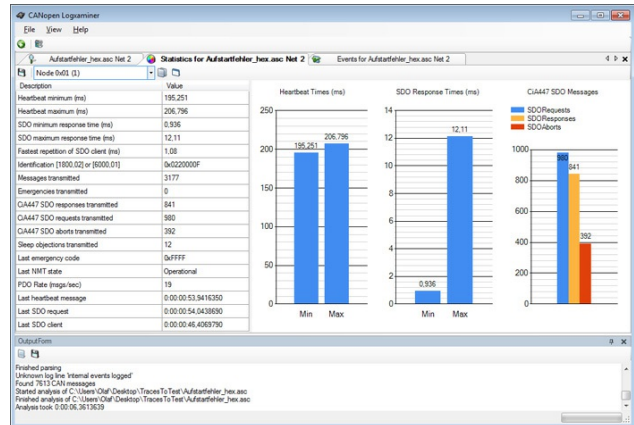 CANopen Logxaminer
File View Help
Aufstartfehler_hex.asc Net 2 Statistics for Aufstartfehler_hex.asc Net 2 Events for Aufstartfehler_hex.asc Net 2
Node 0x01 (1)
Description Value
Heartbeat minimum (ms) 195,251
Heartbeat maximum (ms) 206,796
SDO minimum response time (ms) 0,936
SDO maximum response time (ms) 12,11
Fastest repetition of SDO client (ms) 1,08
Identification [1800,02] or [6000,01] 0x0220000F
Messages transmitted 3177
Emergencies transmitted 0
CiA447 SDO responses transmitted 841
CiA447 SDO requests transmitted 980
CiA447 SDO aborts transmitted 392
Sleep objections transmitted 12
Last emergency code 0xFFFF
Last NMT state Operational
PDO Rate (msgs/sec) 19
Last heartbeat message 0:00:00:53,9416350
Last SDO request 0:00:00:54,0438690
Last SDO client 0:00:00:46,4069790
Heartbeat Times (ms)
250
200
150
100
50
0
195,251
206,796
Min Max
SDO Response Times (ms)
14
12
10
8
6
4
2
0
0,936
12,11
Min Max
CiA447 SDO Messages
SDORequests
SDOResponses
SDOAborts
1000
800
600
400
200
0
980
841
392
OutputForm
Finished parsing
Unknown log line 'internal events logged'
Found 7613 CAN messages
Started analysis of C:\Users\Olaf\Desktop\TracesToTest\Aufstartfehler_hex.asc
Finished analysis of C:\Users\Olaf\Desktop\TracesToTest\Aufstartfehler_hex.asc
Analysis took 0:00:06,3613639